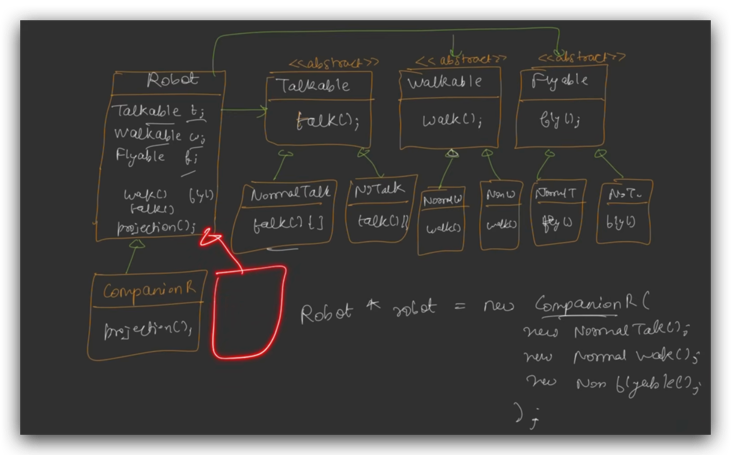 <<abstract>> <<abstract>> <<abstract>>
Robot
Talkable t;
Walkable w;
Flyable f;
walk() fly()
talk()
projection();
Talkable
talk();
Walkable
walk();
Flyable
fly();
NormalTalk
talk() { }
NoTalk
talk()
NormalW
walk()
NonW
walk()
fly()
fly()
CompanionR
projection();
Robot * robot = new CompanionR(
new NormalTalk();
new Normal Walk();
new Non flyable();
);